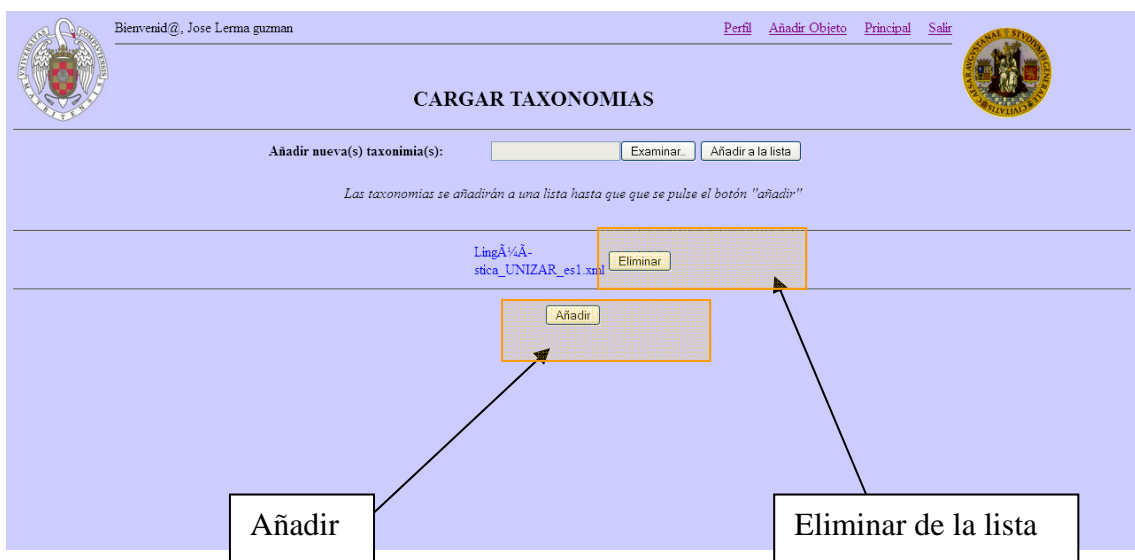 Bienvenid@, Jose Lerma guzman
Perfil Añadir Objeto Principal Salir
CARGAR TAXONOMIAS
Añadir nueva(s) taxonimia(s): Examinar.. Añadir a la lista
Las taxonomias se añadirán a una lista hasta que que se pulse el botón "añadir"
LingÃ¼Ã-
stica_UNIZAR_es1.xml
Eliminar
Añadir
Añadir
Eliminar de la lista